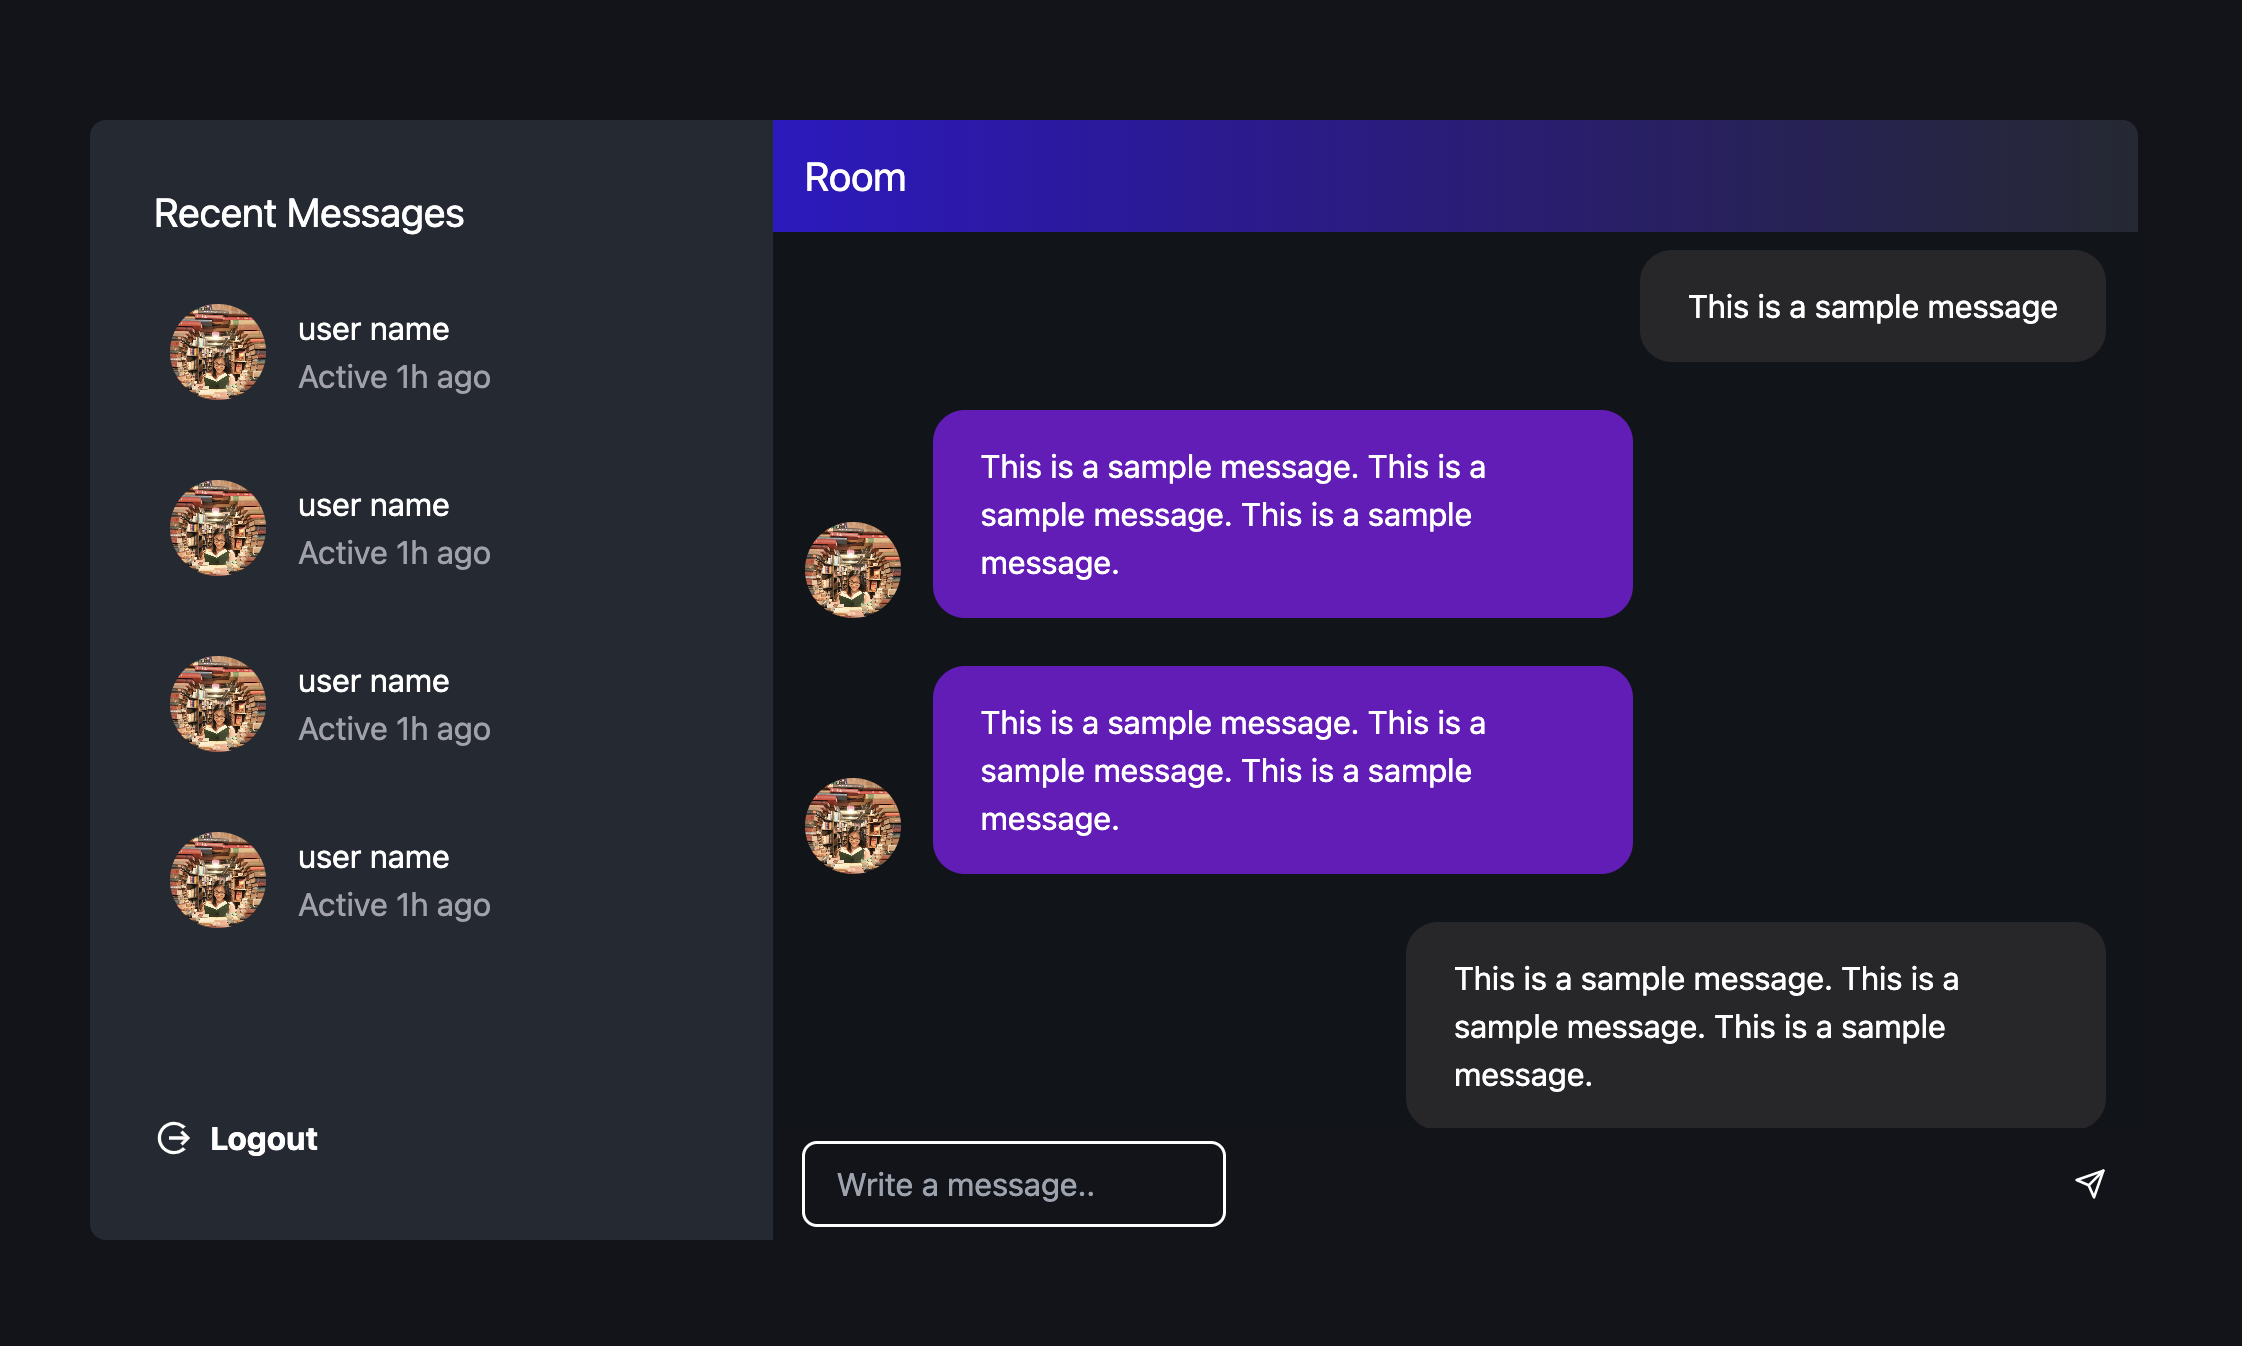 Recent Messages
user name
Active 1h ago
user name
Active 1h ago
user name
Active 1h ago
user name
Active 1h ago
Logout
Room
This is a sample message
This is a sample message. This is a
sample message. This is a sample
message.
This is a sample message. This is a
sample message. This is a sample
message.
This is a sample message. This is a
sample message. This is a sample
message.
Write a message..